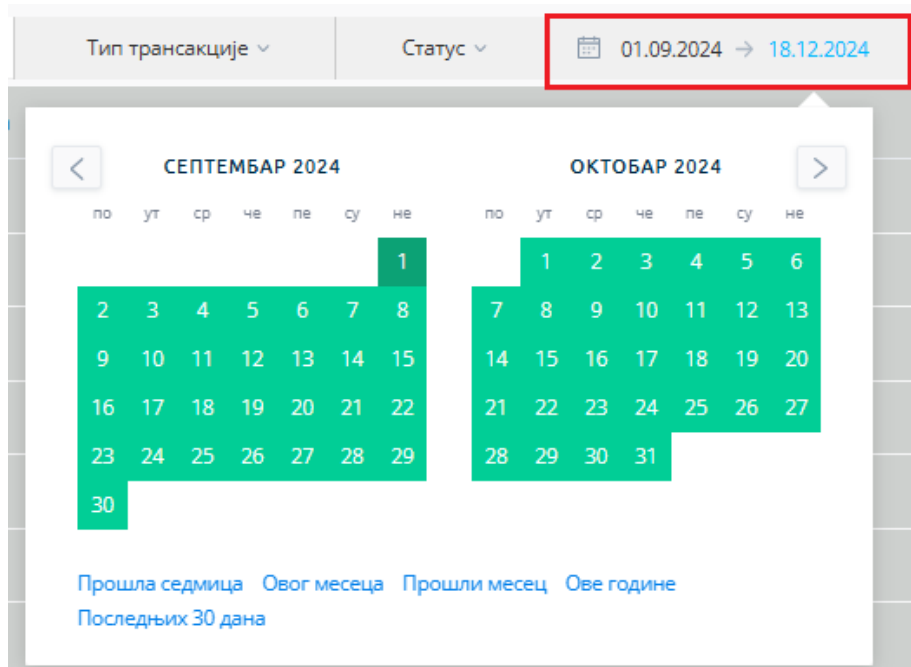 Тип трансакције Статус 01.09.2024 → 18.12.2024
СЕПТЕМБАР 2024 ОКТОБАР 2024
по ут ср че пе су не по ут ср че пе су не
1 1 2 3 4 5 6
2 3 4 5 6 7 8 7 8 9 10 11 12 13
9 10 11 12 13 14 15 14 15 16 17 18 19 20
16 17 18 19 20 21 22 21 22 23 24 25 26 27
23 24 25 26 27 28 29 28 29 30 31
30
Прошла седмица Овог месеца Прошли месец Ове године
Последњих 30 дана